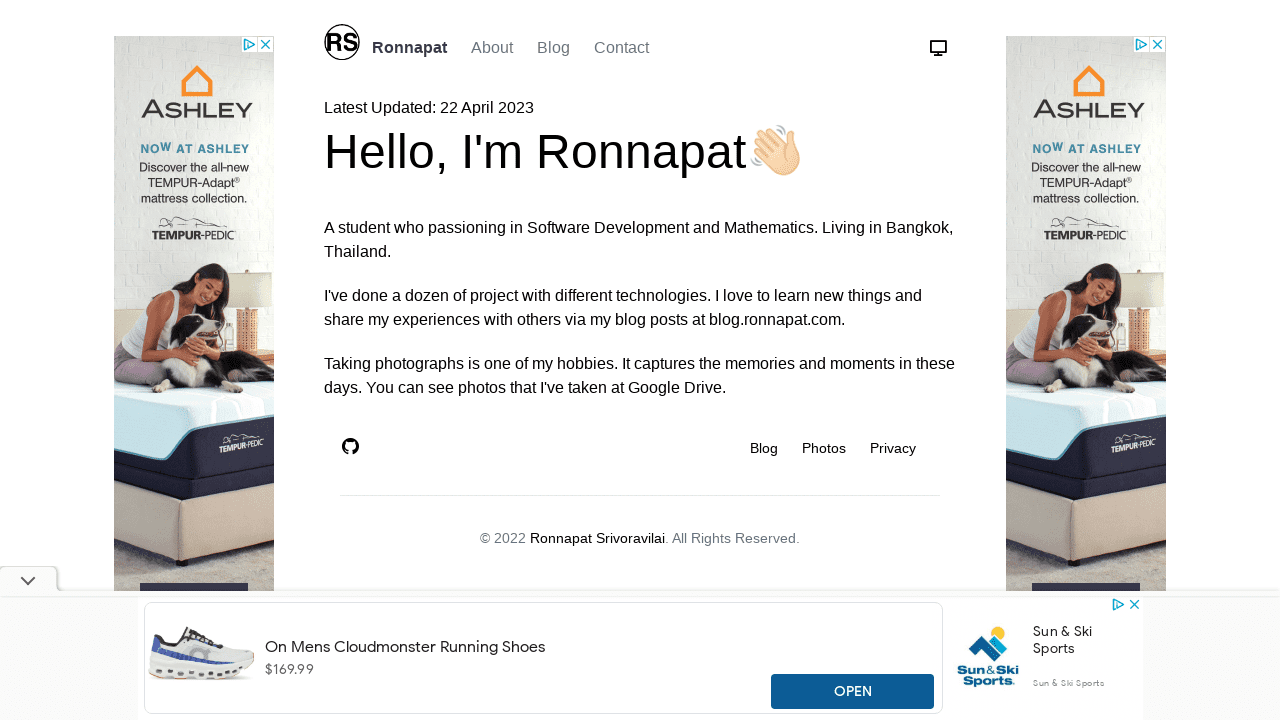 RS
Ronnapat About Blog Contact
Latest Updated: 22 April 2023
Hello, I'm Ronnapat
A student who passioning in Software Development and Mathematics. Living in Bangkok,
Thailand.
I've done a dozen of project with different technologies. I love to learn new things and
share my experiences with others via my blog posts at blog.ronnapat.com.
Taking photographs is one of my hobbies. It captures the memories and moments in these
days. You can see photos that I've taken at Google Drive.
Blog Photos Privacy
© 2022 Ronnapat Srivoravilai. All Rights Reserved.
ASHLEY
NOW AT ASHLEY
Discover the all-new
TEMPUR-Adapt®
mattress collection.
TEMPUR-PEDIC
TEMPUR-PEDIC
ASHLEY
NOW AT ASHLEY
Discover the all-new
TEMPUR-Adapt®
mattress collection.
TEMPUR-PEDIC
TEMPUR-PEDIC
On Mens Cloudmonster Running Shoes
$169.99
OPEN
Sun&Ski
Sports
Sun & Ski
Sports
Sun & Ski Sports